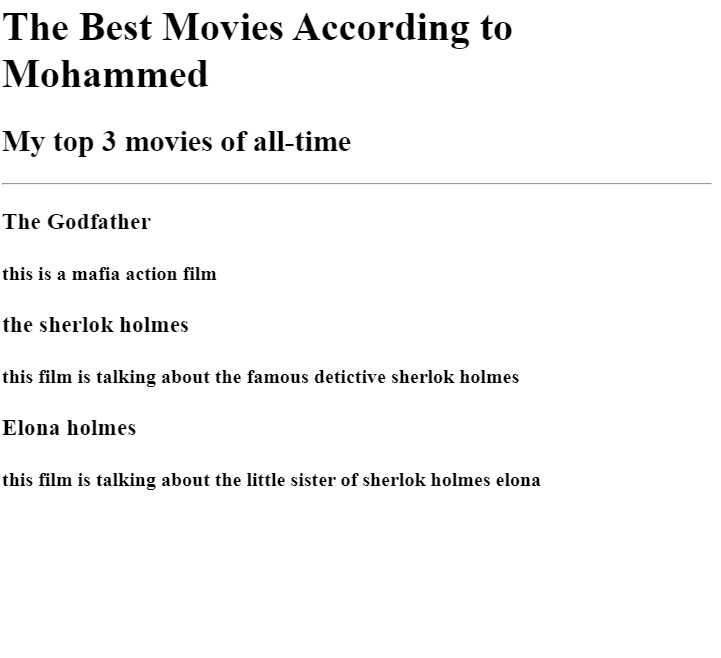 The Best Movies According to
Mohammed
My top 3 movies of all-time
The Godfather
this is a mafia action film
the sherlok holmes
this film is talking about the famous detictive sherlok holmes
Elona holmes
this film is talking about the little sister of sherlok holmes elona